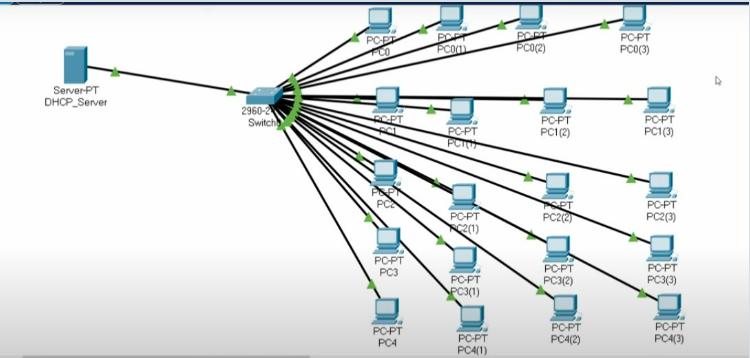 PC-PT
PC0
PC-PT
PC0(1)
PC-PT
PC0(2)
PC-PT
PC0(3)
Server-PT
DHCP_Server
2960-2
Switch
PC-PT
PC1
PC-PT
PC1(1)
PC-PT
PC1(2)
PC-PT
PC1(3)
PC-PT
PC2
PC-PT
PC2(1)
PC-PT
PC2(2)
PC-PT
PC2(3)
PC-PT
PC3
PC-PT
PC3(1)
PC-PT
PC3(2)
PC-PT
PC3(3)
PC-PT
PC4
PC-PT
PC4(1)
PC-PT
PC4(2)
PC-PT
PC4(3)